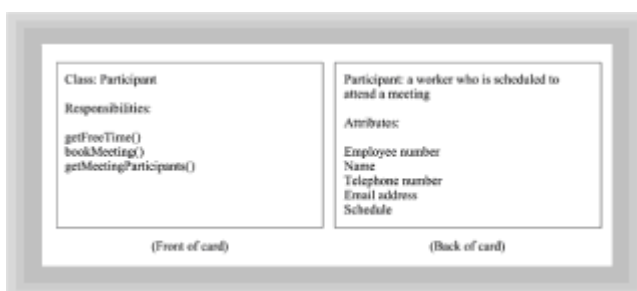 Class: Participant
Responsibilities:
getFreeTime()
bookMeeting()
getMeetingParticipants()
(Front of card)
Participant: a worker who is scheduled to
attend a meeting
Attributes:
Employee number
Name
Telephone number
Email address
Schedule
(Back of card)